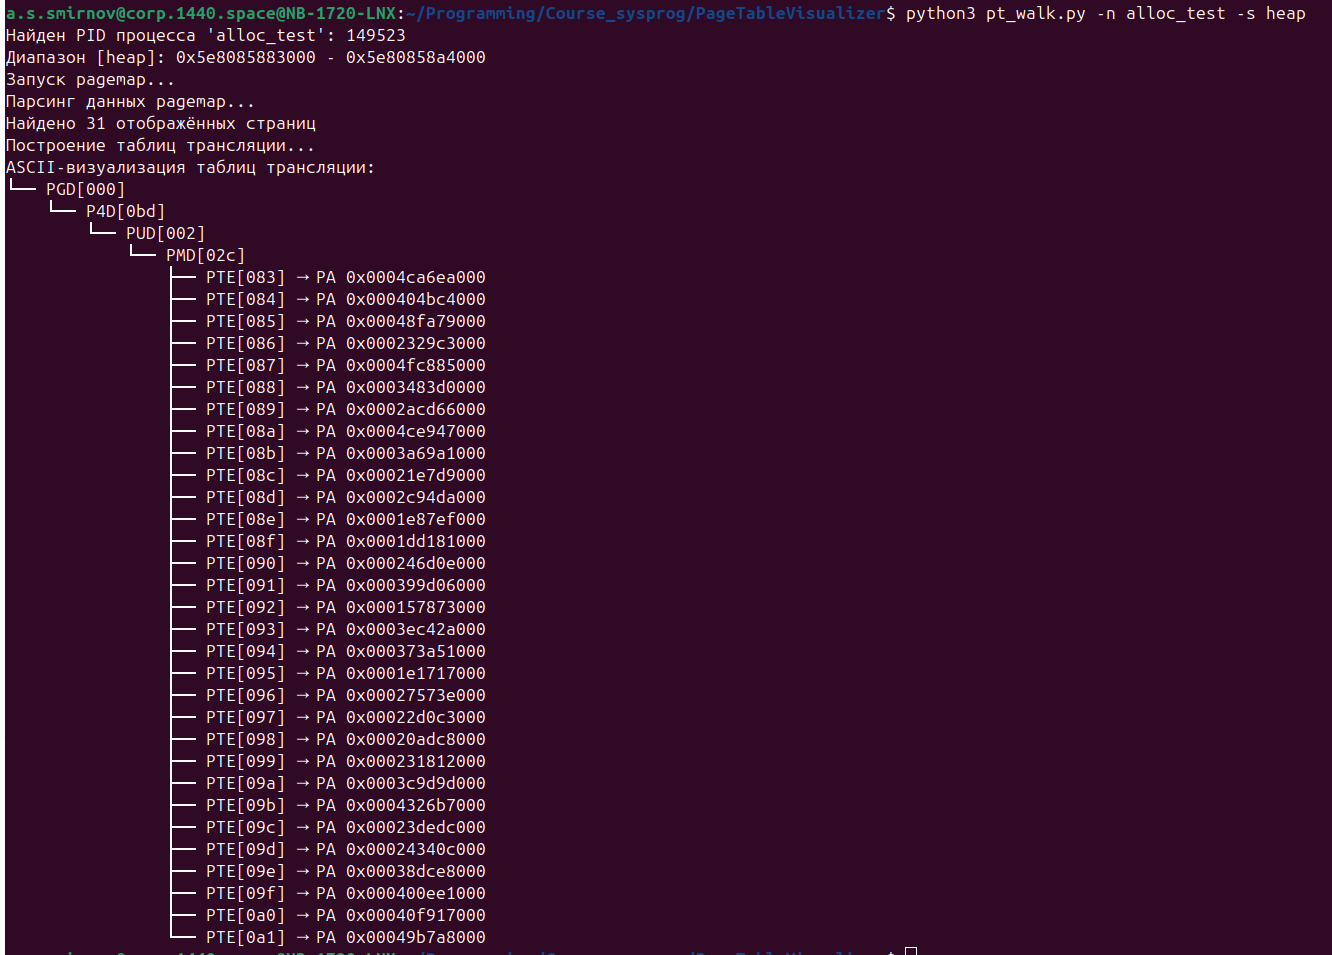 a.s.smirnov@corp.1440.space@NB-1720-LNX:~/Programming/Course_sysprog/PageTableVisualizer$ python3 pt_walk.py -n alloc_test -s heap
Найден PID процесса 'alloc_test': 149523
Диапазон [heap]: 0x5e8085883000 - 0x5e80858a4000
Запуск pagemap...
Парсинг данных pagemap...
Найдено 31 отображённых страниц
Построение таблиц трансляции...
ASCII-визуализация таблиц трансляции:
└── PGD[000]
└── P4D[0bd]
└── PUD[002]
└── PMD[02c]
├── PTE[083] → PA 0x0004ca6ea000
├── PTE[084] → PA 0x000404bc4000
├── PTE[085] → PA 0x00048fa79000
├── PTE[086] → PA 0x0002329c3000
├── PTE[087] → PA 0x0004fc885000
├── PTE[088] → PA 0x0003483d0000
├── PTE[089] → PA 0x0002acd66000
├── PTE[08a] → PA 0x0004ce947000
├── PTE[08b] → PA 0x0003a69a1000
├── PTE[08c] → PA 0x00021e7d9000
├── PTE[08d] → PA 0x0002c94da000
├── PTE[08e] → PA 0x0001e87ef000
├── PTE[08f] → PA 0x0001dd181000
├── PTE[090] → PA 0x000246d0e000
├── PTE[091] → PA 0x000399d06000
├── PTE[092] → PA 0x000157873000
├── PTE[093] → PA 0x0003ec42a000
├── PTE[094] → PA 0x000373a51000
├── PTE[095] → PA 0x0001e1717000
├── PTE[096] → PA 0x00027573e000
├── PTE[097] → PA 0x00022d0c3000
├── PTE[098] → PA 0x00020adc8000
├── PTE[099] → PA 0x000231812000
├── PTE[09a] → PA 0x0003c9d9d000
├── PTE[09b] → PA 0x0004326b7000
├── PTE[09c] → PA 0x00023dedc000
├── PTE[09d] → PA 0x00024340c000
├── PTE[09e] → PA 0x00038dce8000
├── PTE[09f] → PA 0x000400ee1000
├── PTE[0a0] → PA 0x00040f917000
└── PTE[0a1] → PA 0x00049b7a8000